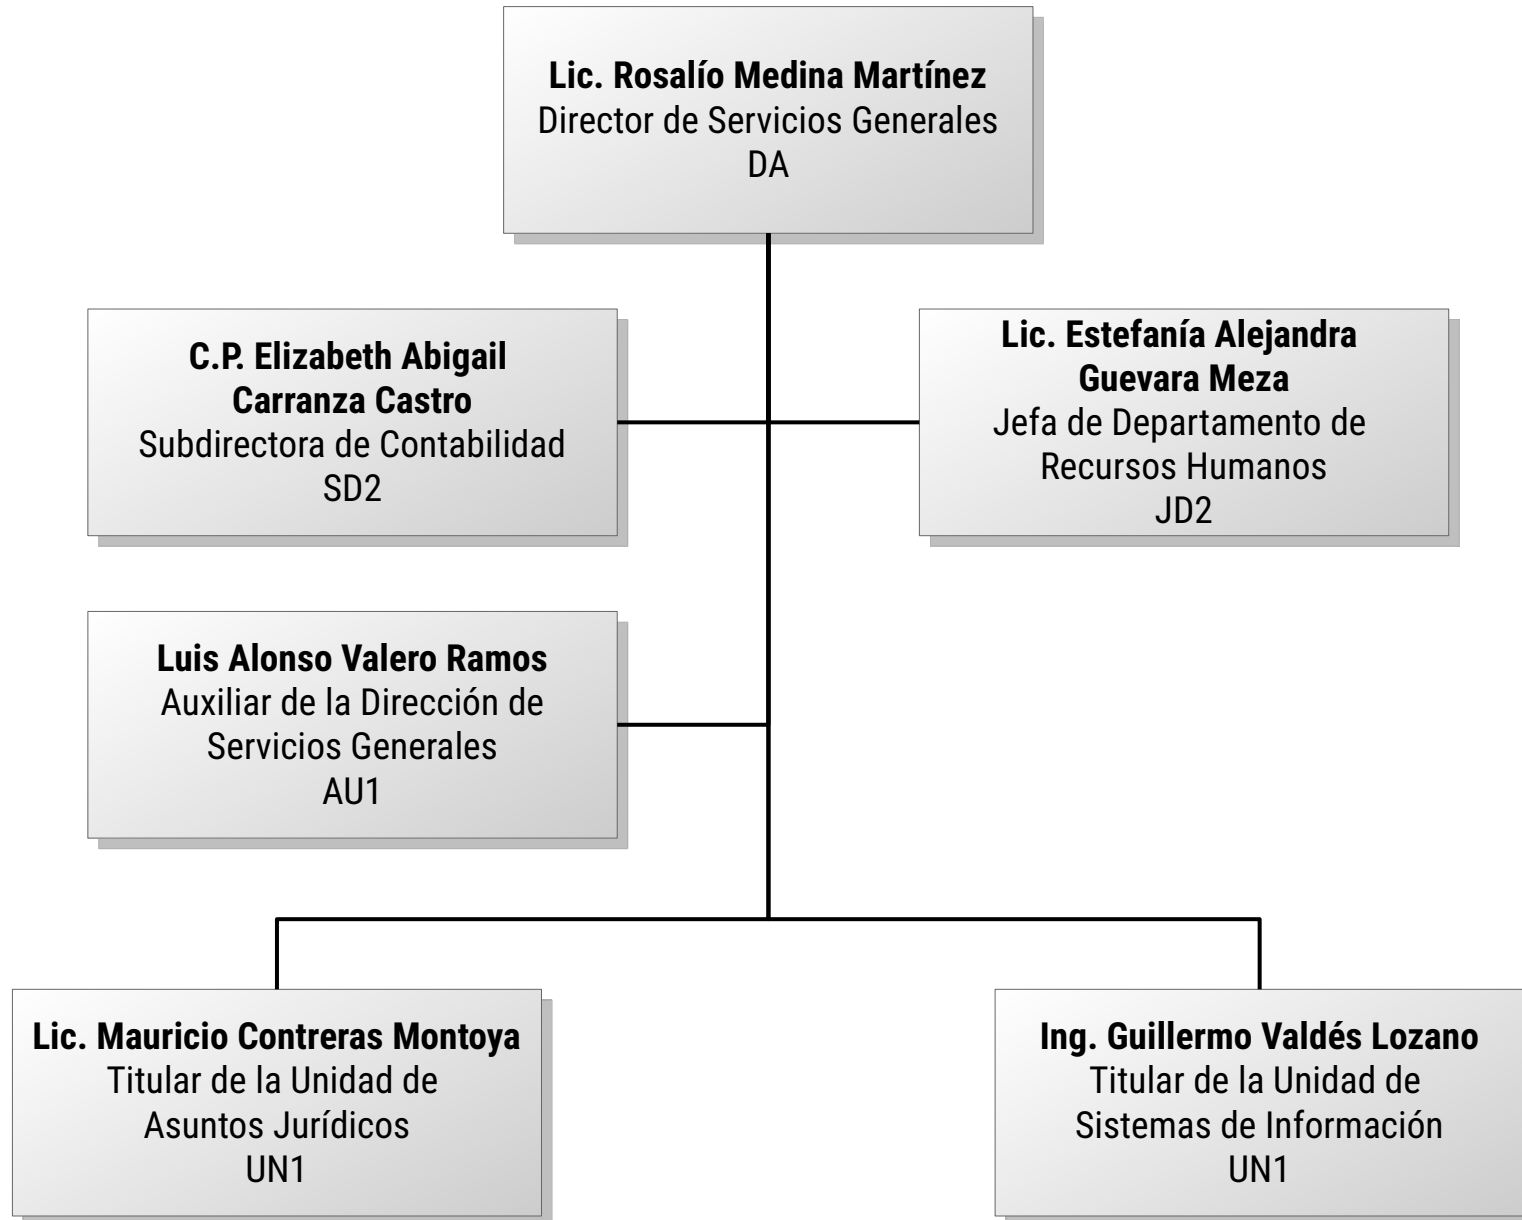 Lic. Rosalío Medina Martínez
Director de Servicios Generales
DA
C.P. Elizabeth Abigail
Carranza Castro
Subdirectora de Contabilidad
SD2
Lic. Estefanía Alejandra
Guevara Meza
Jefa de Departamento de
Recursos Humanos
JD2
Luis Alonso Valero Ramos
Auxiliar de la Dirección de
Servicios Generales
AU1
Lic. Mauricio Contreras Montoya
Titular de la Unidad de
Asuntos Jurídicos
UN1
Ing. Guillermo Valdés Lozano
Titular de la Unidad de
Sistemas de Información
UN1